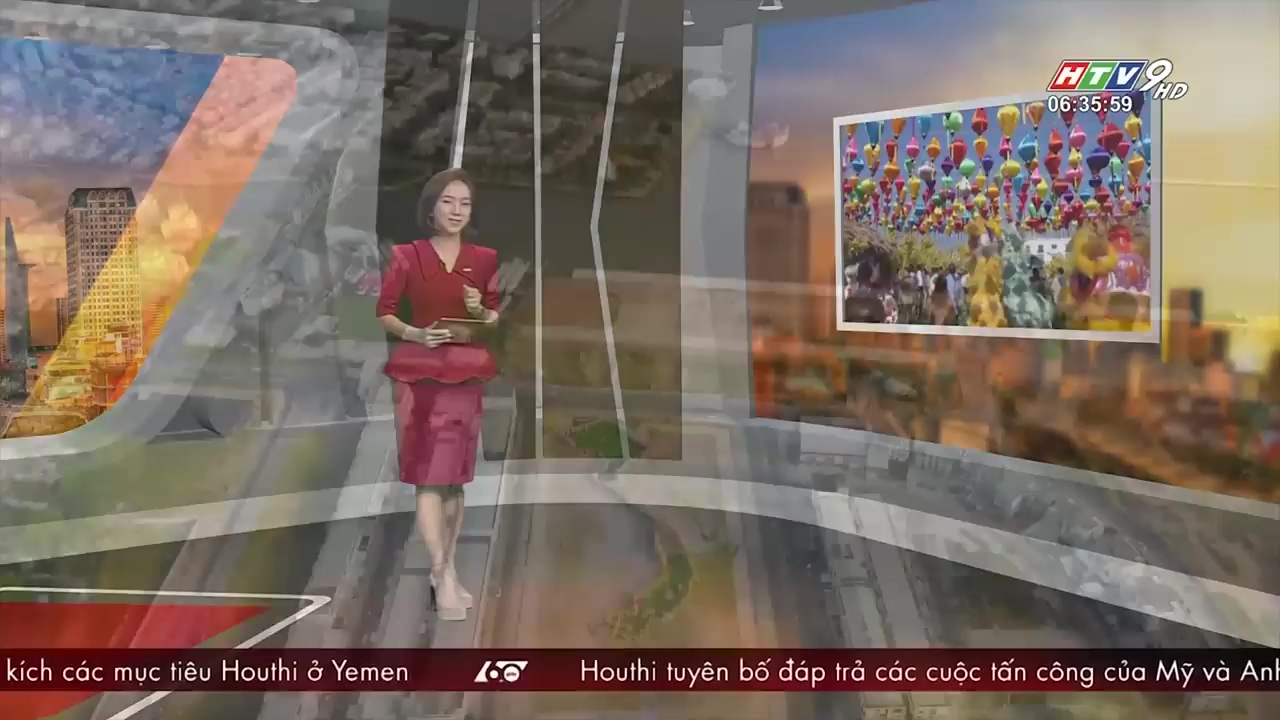 HTV9 HD
06:35:59
kích các mục tiêu Houthi ở Yemen 60 Houthi tuyên bố đáp trả các cuộc tấn công của Mỹ và Anh